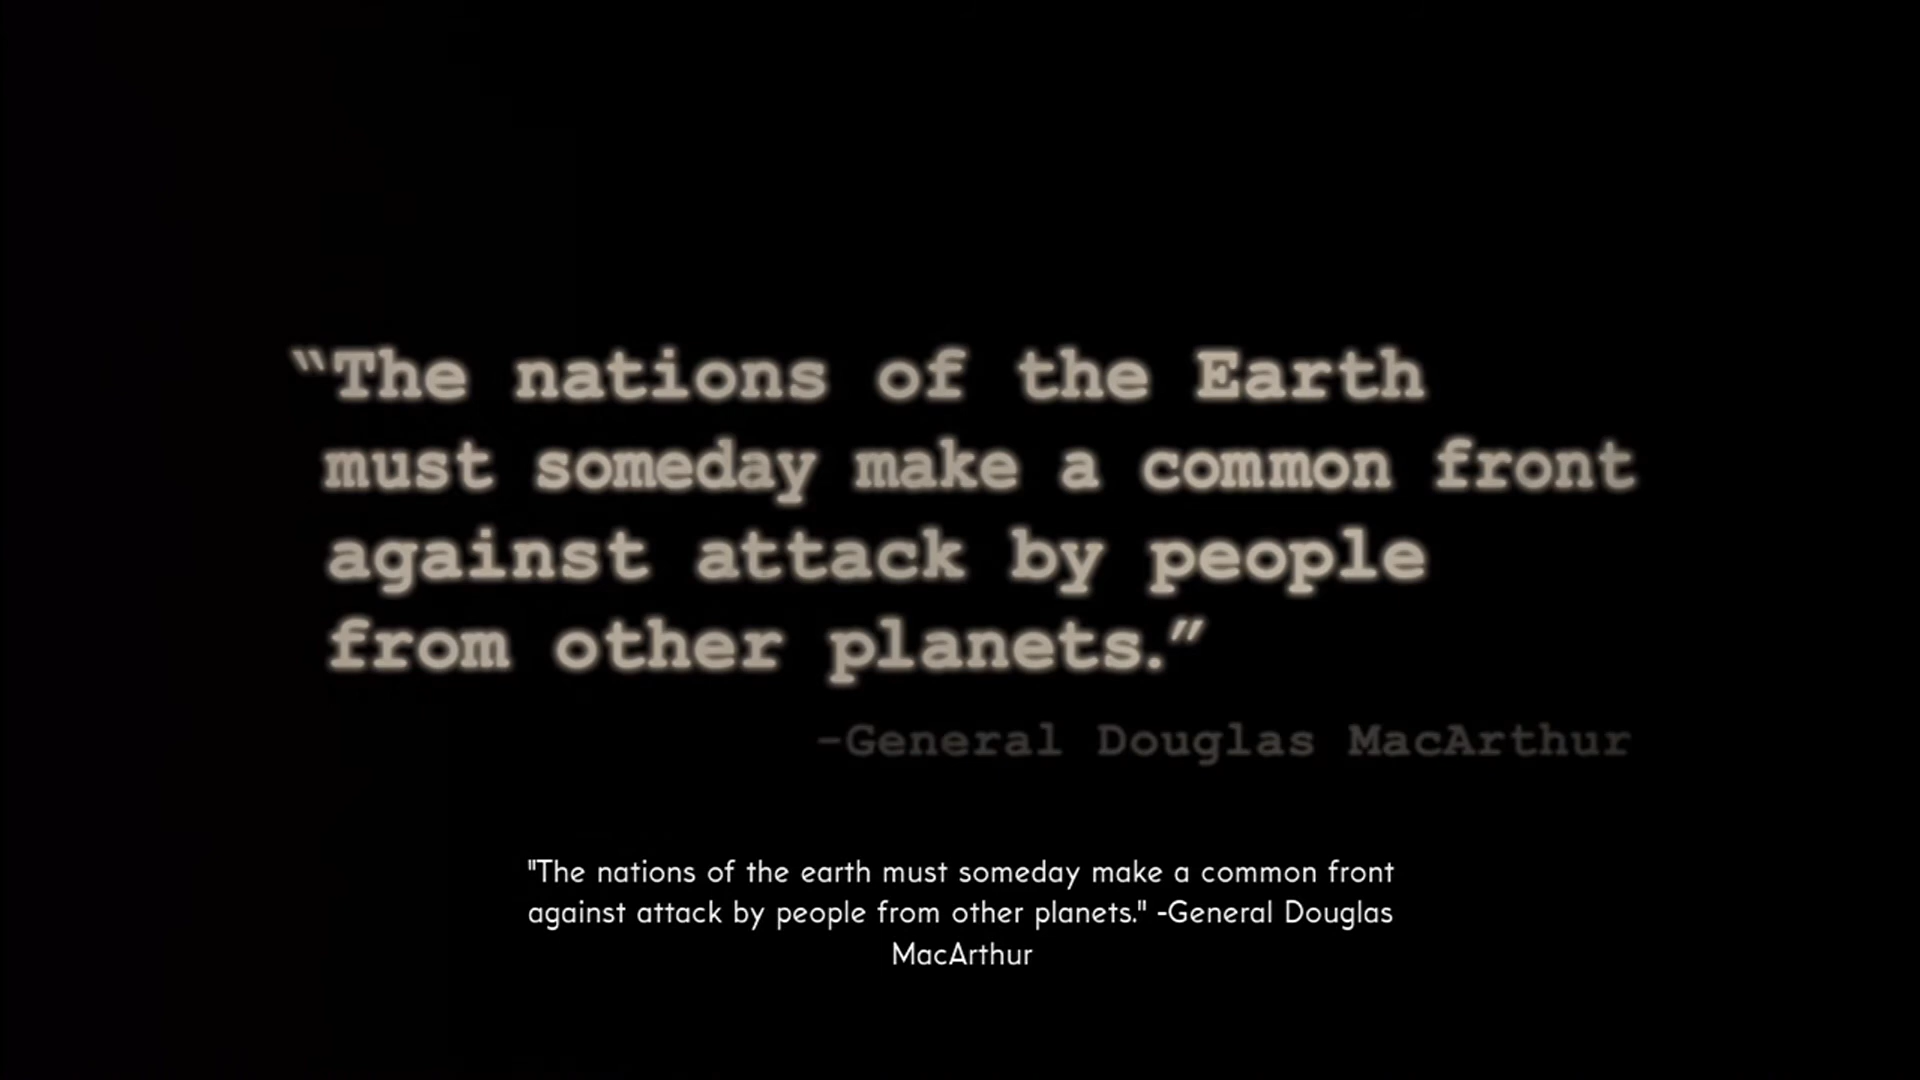 “The nations of the Earth
must someday make a common front
against attack by people
from other planets.”
-General Douglas MacArthur
"The nations of the earth must someday make a common front
against attack by people from other planets." -General Douglas
MacArthur